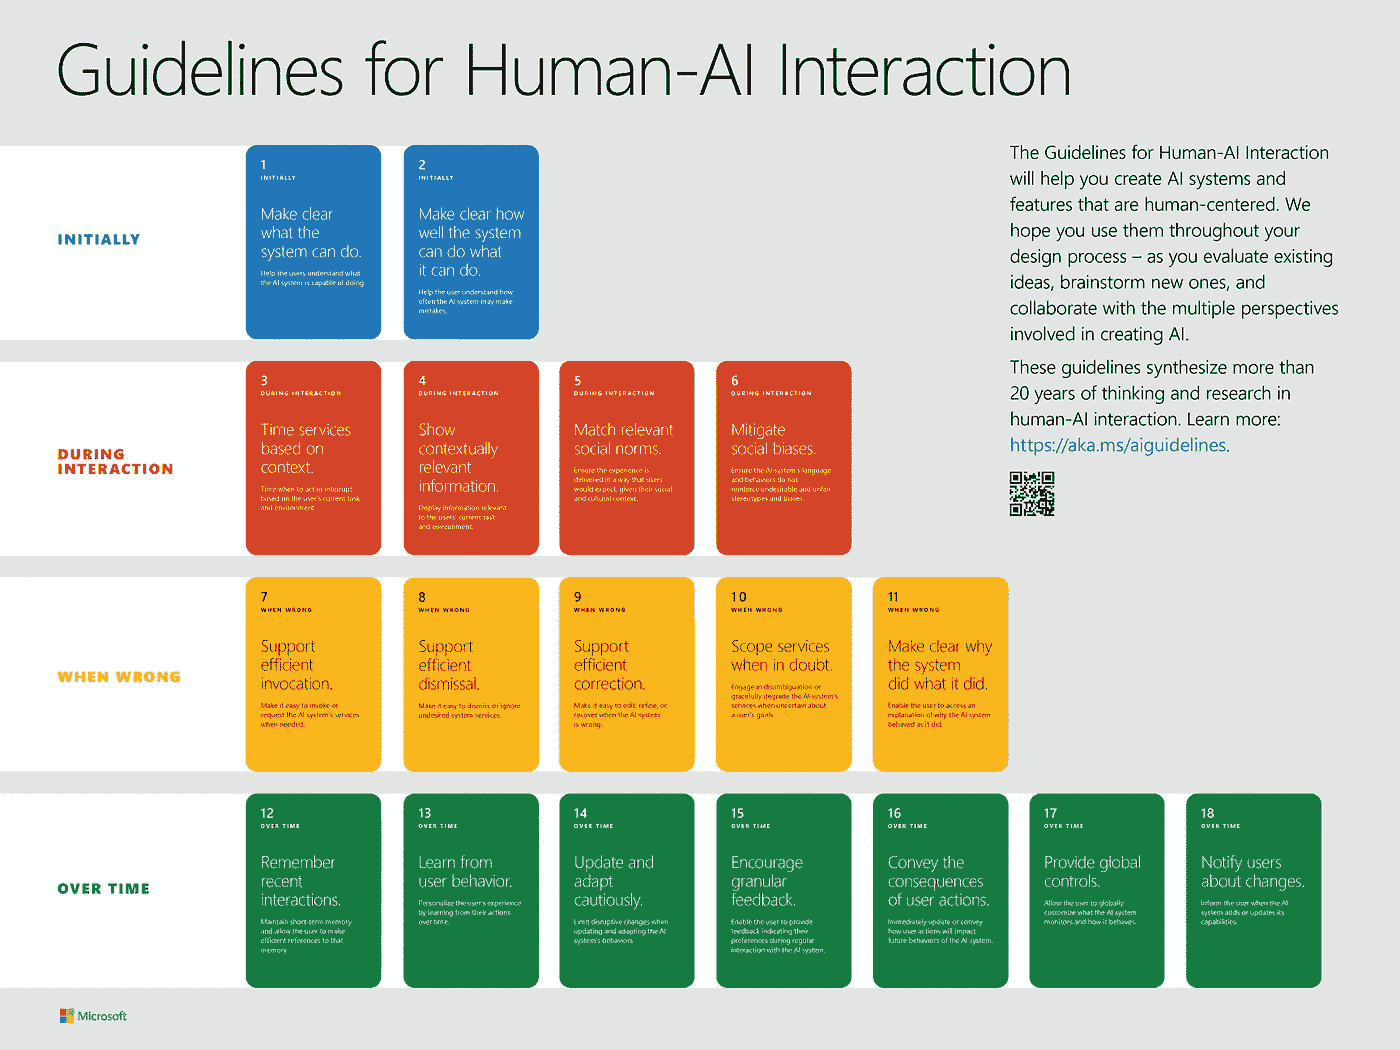 Guidelines for Human-AI Interaction
INITIALLY
1
INITIALLY
Make clear
what the
system can do.
Help the users understand what
the AI system is capable of doing.
2
INITIALLY
Make clear how
well the system
can do what
it can do.
Help the user understand how
often the AI system may make
mistakes.
The Guidelines for Human-AI Interaction
will help you create AI systems and
features that are human-centered. We
hope you use them throughout your
design process – as you evaluate existing
ideas, brainstorm new ones, and
collaborate with the multiple perspectives
involved in creating AI.
These guidelines synthesize more than
20 years of thinking and research in
human-AI interaction. Learn more:
https://aka.ms/aiguidelines.
DURING
INTERACTION
3
DURING INTERACTION
Time services
based on
context.
Time when to act or interrupt
based on the user's current task
and environment.
4
DURING INTERACTION
Show
contextually
relevant
information.
Display information relevant
to the users' current task
and environment.
5
DURING INTERACTION
Match relevant
social norms.
Ensure the experience is
delivered in a way that users
would expect, given their social
and cultural context.
6
DURING INTERACTION
Mitigate
social biases.
Ensure the AI system's language
and behaviors do not
reinforce undesirable and unfair
stereotypes and biases.
WHEN WRONG
7
WHEN WRONG
Support
efficient
invocation.
Make it easy to invoke or
request the AI system's services
when needed.
8
WHEN WRONG
Support
efficient
dismissal.
Make it easy to dismiss or ignore
undesired system services.
9
WHEN WRONG
Support
efficient
correction.
Make it easy to edit, refine, or
recover when the AI system
is wrong.
10
WHEN WRONG
Scope services
when in doubt.
Engage in disambiguation or
gracefully degrade the AI system's
services when uncertain about
a user's goals.
11
WHEN WRONG
Make clear why
the system
did what it did.
Enable the user to access an
explanation of why the AI system
behaved as it did.
OVER TIME
12
OVER TIME
Remember
recent
interactions.
Maintain short-term memory
and allow the user to make
efficient references to that
memory.
13
OVER TIME
Learn from
user behavior.
Personalize the user's experience
by learning from their actions
over time.
14
OVER TIME
Update and
adapt
cautiously.
Limit disruptive changes when
updating and adapting the AI
system's behaviors.
15
OVER TIME
Encourage
granular
feedback.
Enable the user to provide
feedback indicating their
preferences during regular
interaction with the AI system.
16
OVER TIME
Convey the
consequences
of user actions.
Immediately update or convey
how user actions will impact
future behaviors of the AI system.
17
OVER TIME
Provide global
controls.
Allow the user to globally
customize what the AI system
monitors and how it behaves.
18
OVER TIME
Notify users
about changes.
Inform the user when the AI
system adds or updates its
capabilities.
Microsoft